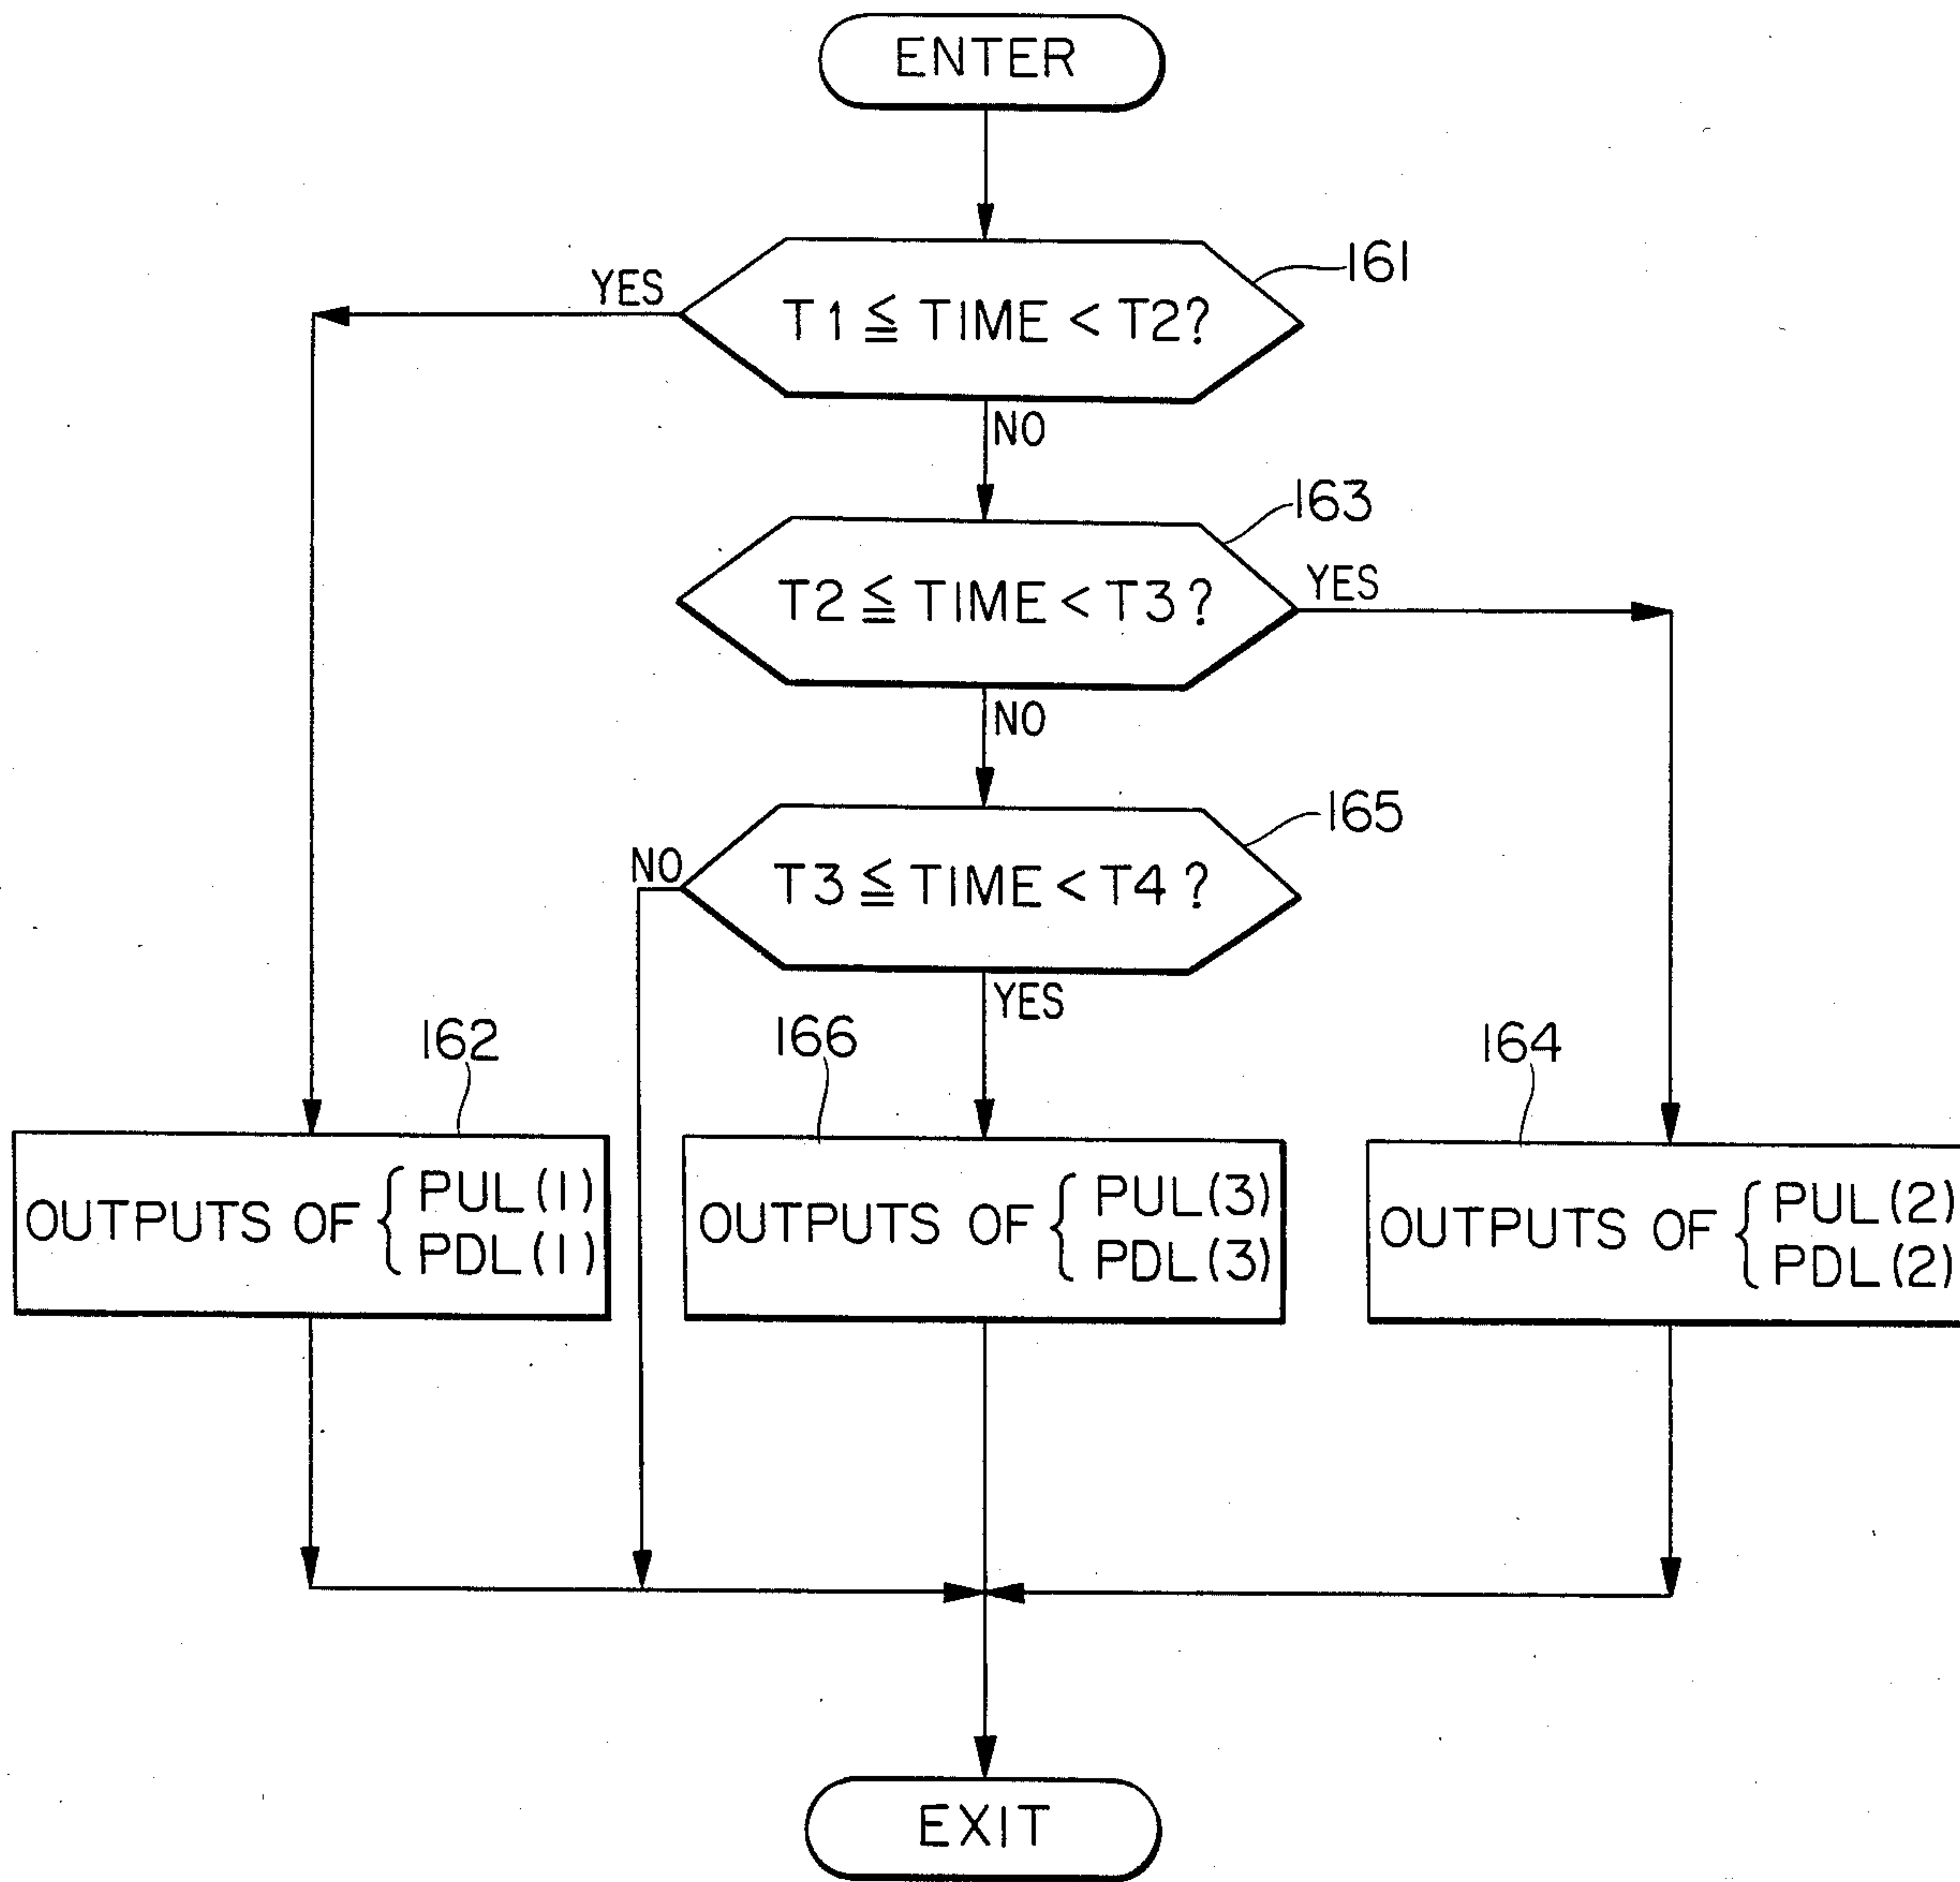 ENTER
161
YES
T1 ≦ TIME < T2?
NO
163
T2 ≦ TIME < T3?
YES
NO
165
NO
T3 ≦ TIME < T4?
YES
162
166
164
OUTPUTS OF { PUL(1)
PDL(1)
OUTPUTS OF { PUL(3)
PDL(3)
OUTPUTS OF { PUL(2)
PDL(2)
EXIT